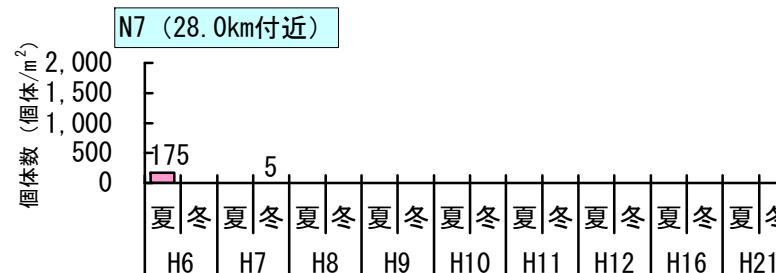 N7 (28.0km付近)
個体数 (個体/m²)
2,000
1,500
1,000
500
0
175
5
夏 冬 夏 冬 夏 冬 夏 冬 夏 冬 夏 冬 夏 冬 夏 冬 夏 冬
H6 H7 H8 H9 H10 H11 H12 H16 H21